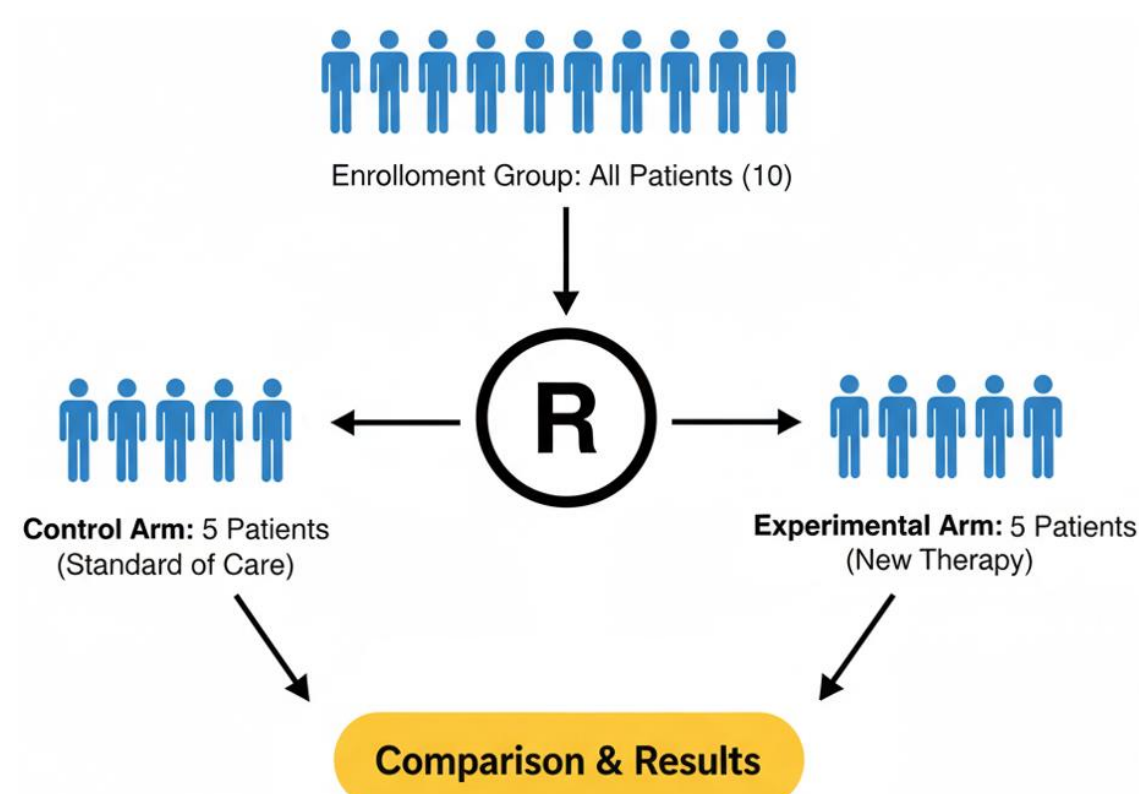 Enrolloment Group: All Patients (10)
R
Control Arm: 5 Patients
(Standard of Care)
Experimental Arm: 5 Patients
(New Therapy)
Comparison & Results